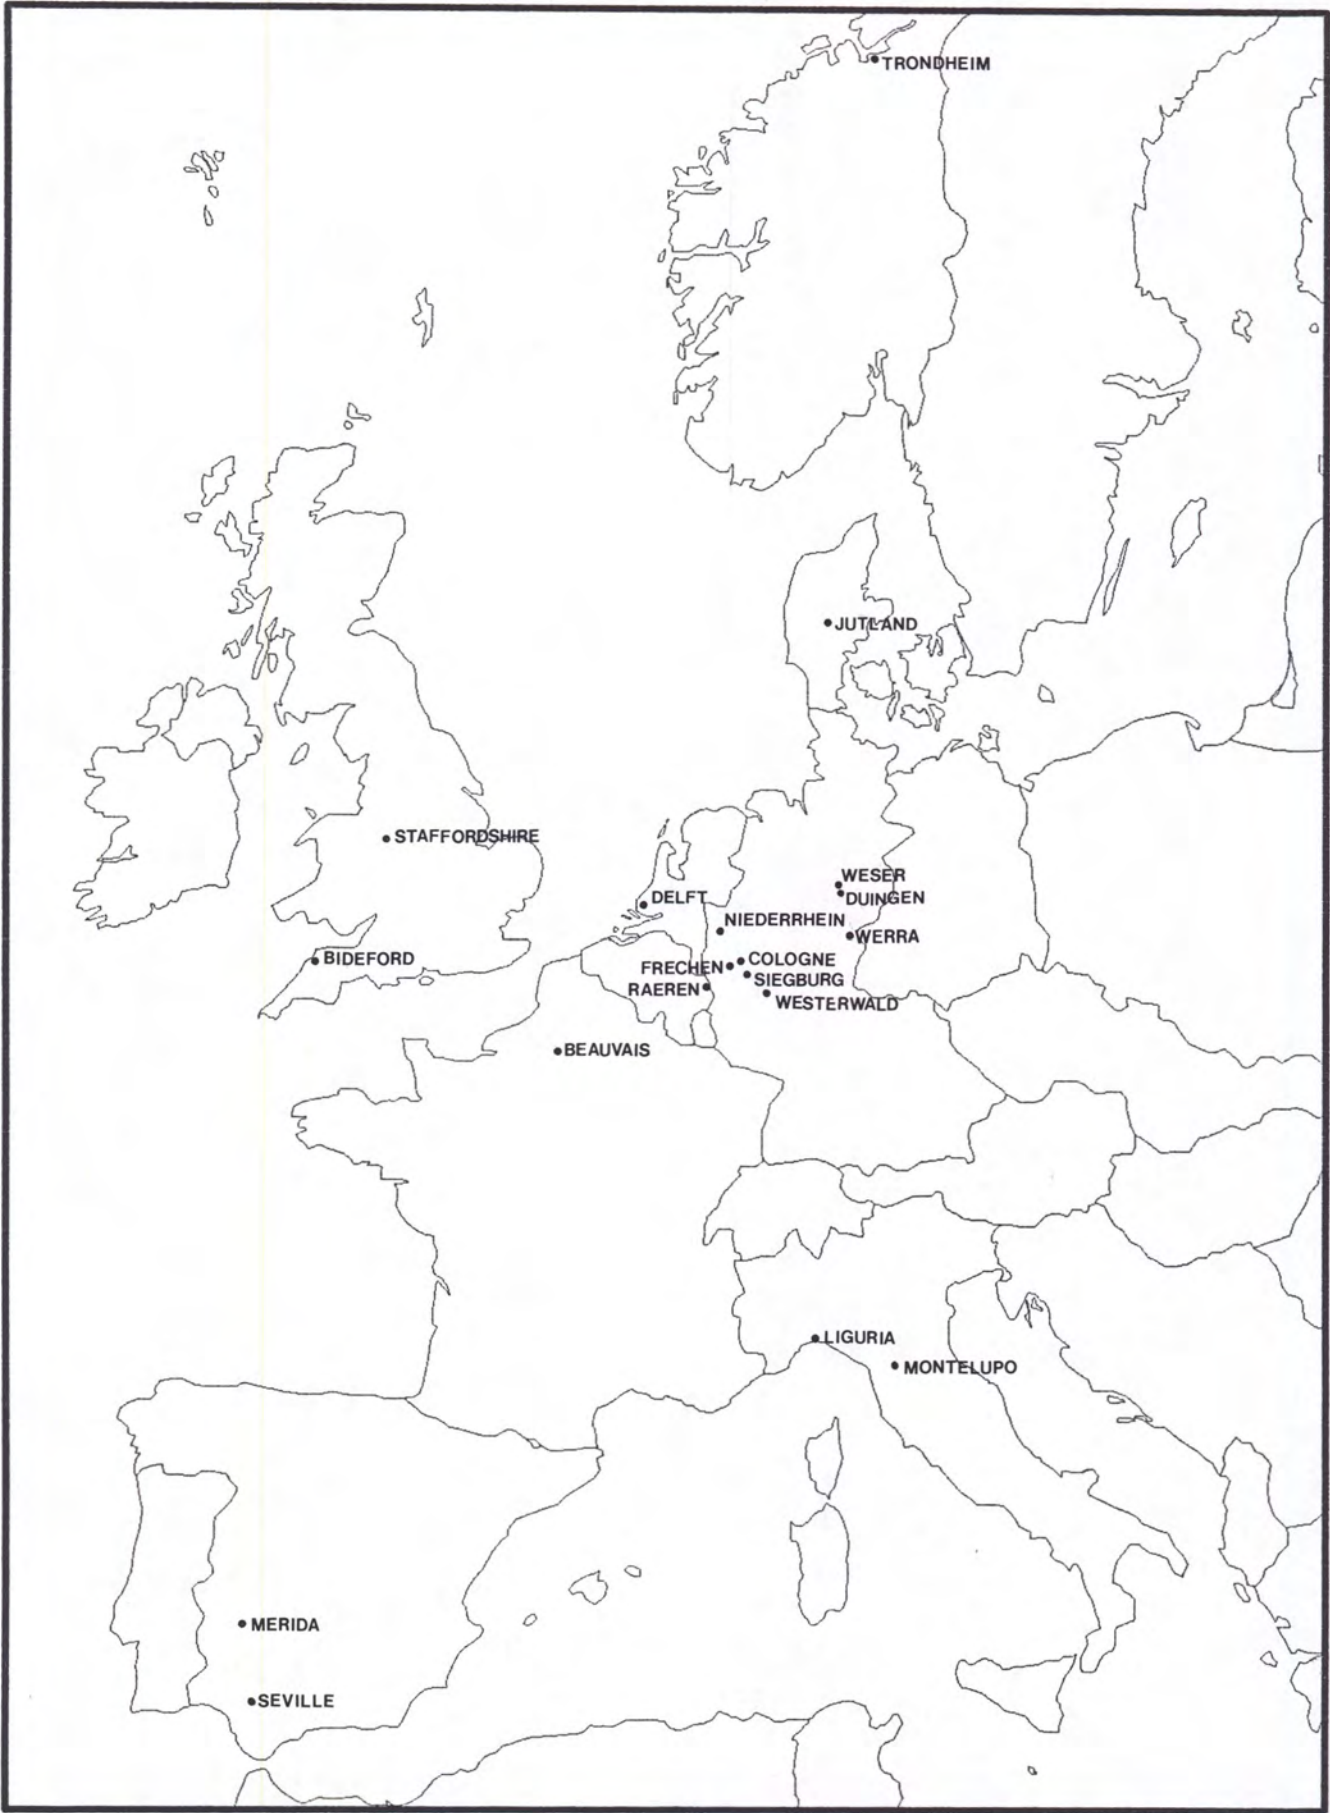 TRONDHEIM
JUTLAND
STAFFORDSHIRE
WESER
DUINGEN
DELFT
NIEDERRHEIN
WERRA
BIDEFORD
COLOGNE
FRECHEN
SIEGBURG
RAEREN
WESTERWALD
BEAUVAIS
LIGURIA
MONTELUPO
MERIDA
SEVILLE